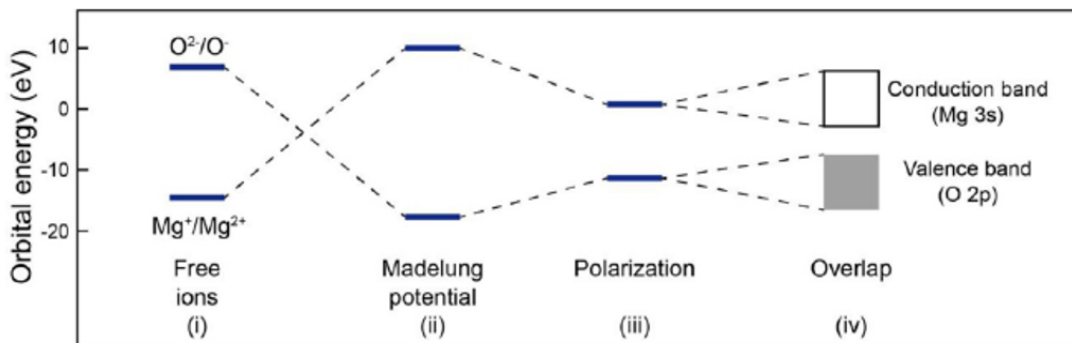 Orbital energy (eV)
10
0
-10
-20
O²⁻/O⁻
Mg⁺/Mg²⁺
Conduction band
(Mg 3s)
Valence band
(O 2p)
Free
ions
(i)
Madelung
potential
(ii)
Polarization
(iii)
Overlap
(iv)